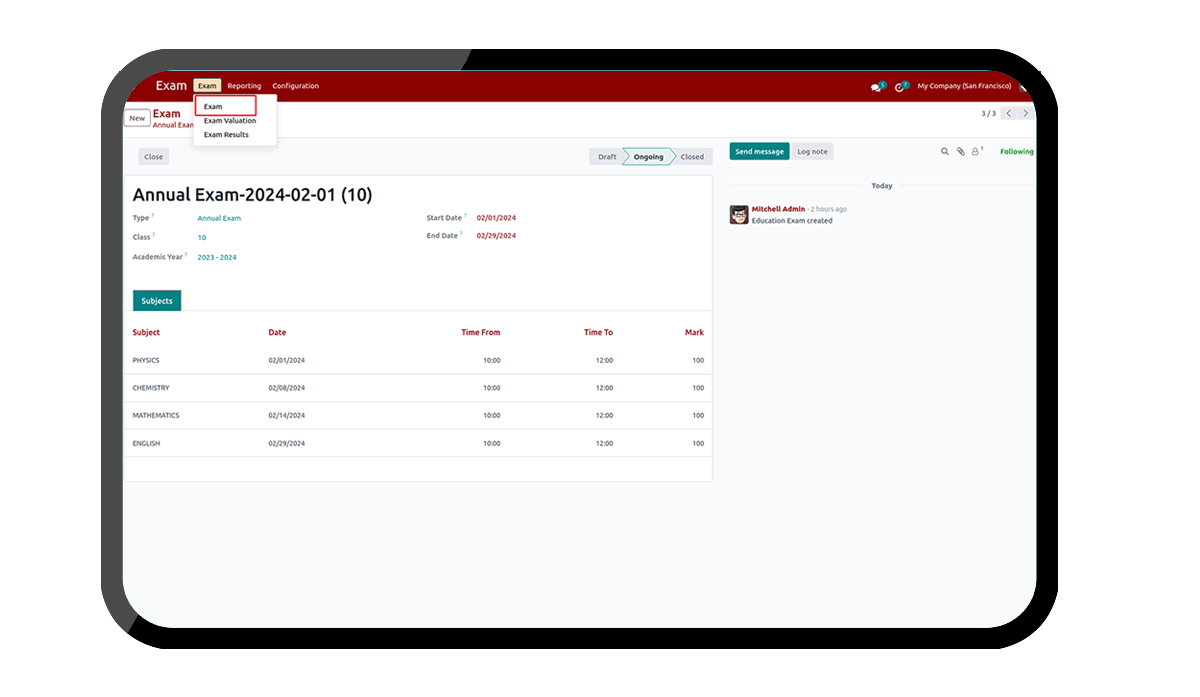 Exam Exam Reporting Configuration 5 7 My Company (San Francisco)
New Exam Exam 3 / 3
Annual Exam Exam Valuation
Exam Results
Close Draft Ongoing Closed Send message Log note 1 Following
Annual Exam-2024-02-01 (10) Today
Type ? Annual Exam Start Date ? 02/01/2024 Mitchell Admin - 2 hours ago
Class ? 10 End Date ? 02/29/2024 Education Exam created
Academic Year ? 2023 - 2024
Subjects
Subject Date Time From Time To Mark
PHYSICS 02/01/2024 10:00 12:00 100
CHEMISTRY 02/08/2024 10:00 12:00 100
MATHEMATICS 02/14/2024 10:00 12:00 100
ENGLISH 02/29/2024 10:00 12:00 100